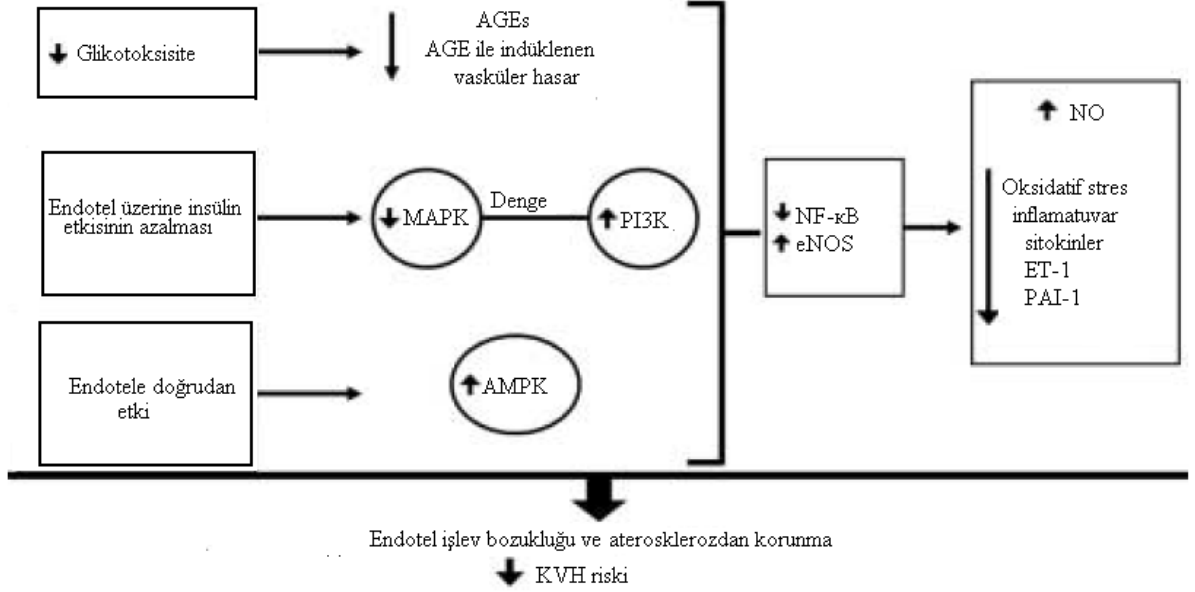 Glikotoksisite
AGEs
AGE ile indüklenen
vasküler hasar
Endotel üzerine insülin
etkisinin azalması
MAPK
Denge
PI3K
Endotele doğrudan
etki
AMPK
NF-κB
eNOS
NO
Oksidatif stres
inflamatuvar
sitokinler
ET-1
PAI-1
Endotel işlev bozukluğu ve aterosklerozdan korunma
KVH riski